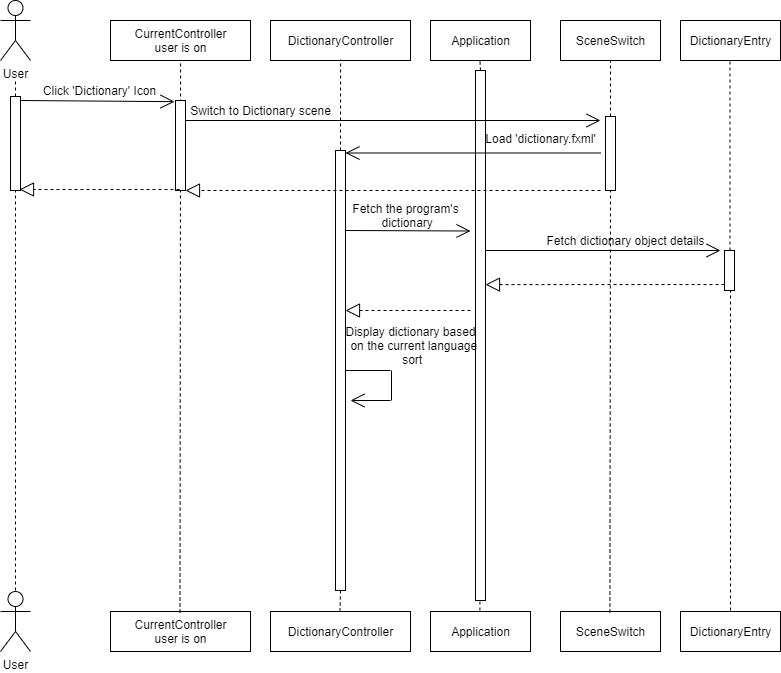 User
CurrentController
user is on
DictionaryController
Application
SceneSwitch
DictionaryEntry
Click 'Dictionary' Icon
Switch to Dictionary scene
Load 'dictionary.fxml'
Fetch the program's
dictionary
Fetch dictionary object details
Display dictionary based
on the current language
sort
User
CurrentController
user is on
DictionaryController
Application
SceneSwitch
DictionaryEntry